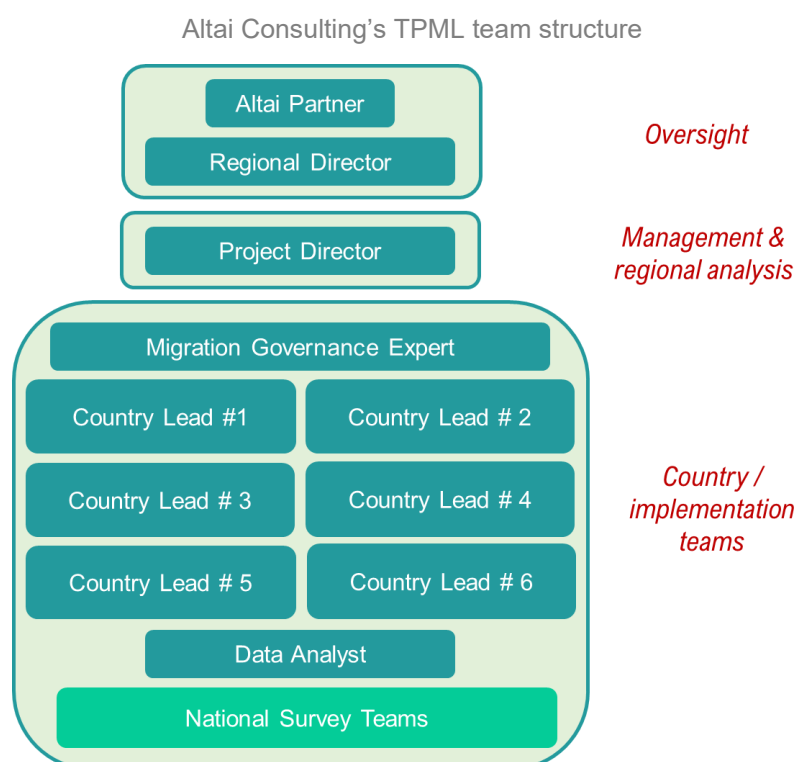 Altai Consulting’s TPML team structure
Altai Partner
Regional Director
Oversight
Project Director
Management &
regional analysis
Migration Governance Expert
Country Lead #1
Country Lead # 2
Country Lead # 3
Country Lead # 4
Country Lead # 5
Country Lead # 6
Country /
implementation
teams
Data Analyst
National Survey Teams